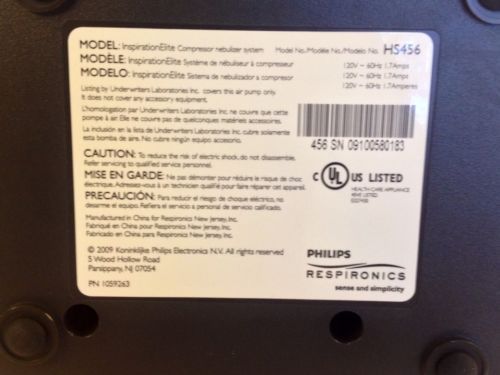 MODEL: InspirationElite Compressor nebulizer system Model No./Modèle No./Modelo No. HS456
MODÈLE: InspirationElite Système de nébuliseur à compresseur 120V ~ 60Hz 1.7Amps
MODELO: InspirationElite Sistema de nebulizador a compresor 120V ~ 60Hz 1.7Amps
120V ~ 60Hz 1.7Amperes
Listing by Underwriters Laboratories Inc. covers this air pump only.
It does not cover any accessory equipment.
L'homologation par Underwriters Laboratories Inc. ne couvre que cette
pompe à air. Elle ne couvre pas de quelconques matériels accessoires.
La inclusión en la lista de Underwriters Laboratories Inc. cubre solamente
esta bomba de aire. No cubre ningún equipo accesorio.
456 SN 09100580183
CAUTION: To reduce the risk of electric shock, do not disassemble.
Refer servicing to qualified service personnel.
MISE EN GARDE: Ne pas démonter pour réduire le risque de choc
électrique. Adressez-vous à un technicien qualifié pour faire réparer cet appareil.
PRECAUCIÓN: Para reducir el riesgo de choque eléctrico, no
desarme el equipo. Refiera el servicio a personal de servicio calificado.
C UL US LISTED
HEALTH CARE APPLIANCE
Manufactured in China for Respironics New Jersey, Inc.
Fabriqué en China pour Respironics New Jersey, Inc.
Fabricado en China para Respironics New Jersey, Inc.
© 2009 Koninklijke Philips Electronics N.V. All rights reserved
5 Wood Hollow Road
Parsippany, NJ 07054
PN 1059263
PHILIPS
RESPIRONICS
sense and simplicity